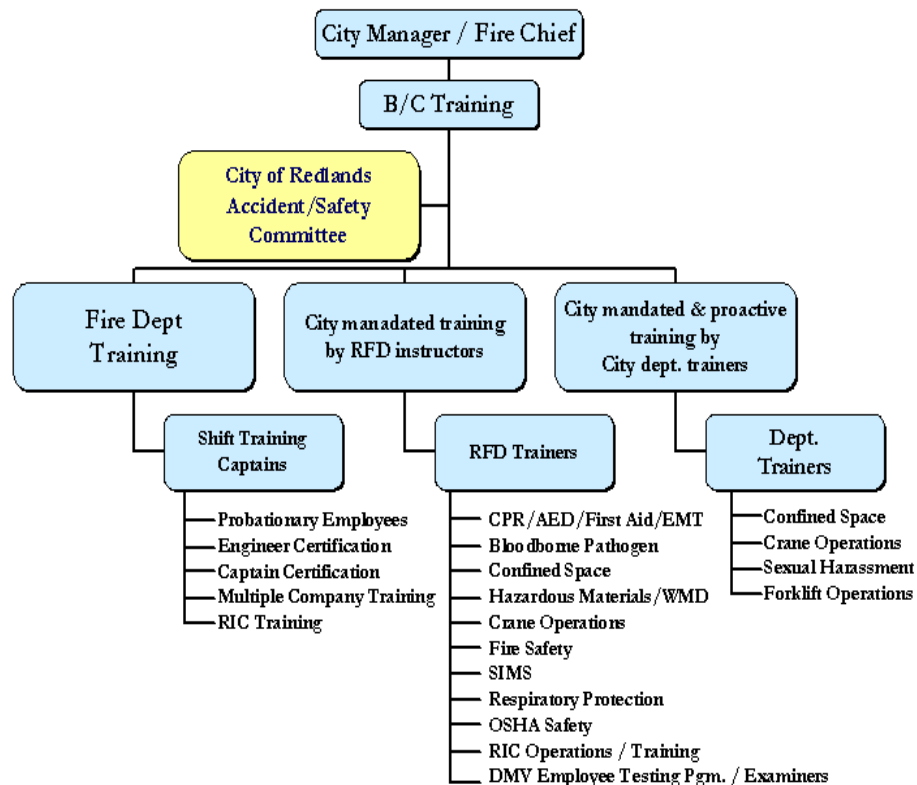 City Manager / Fire Chief
B/C Training
City of Redlands
Accident/Safety
Committee
Fire Dept
Training
City manadated training
by RFD instructors
City mandated & proactive
training by
City dept. trainers
Shift Training
Captains
RFD Trainers
Dept.
Trainers
Probationary Employees
Engineer Certification
Captain Certification
Multiple Company Training
RIC Training
CPR/AED/First Aid/EMT
Bloodborne Pathogen
Confined Space
Hazardous Materials/WMD
Crane Operations
Fire Safety
SIMS
Respiratory Protection
OSHA Safety
RIC Operations / Training
DMV Employee Testing Pgm. / Examiners
Confined Space
Crane Operations
Sexual Harassment
Forklift Operations